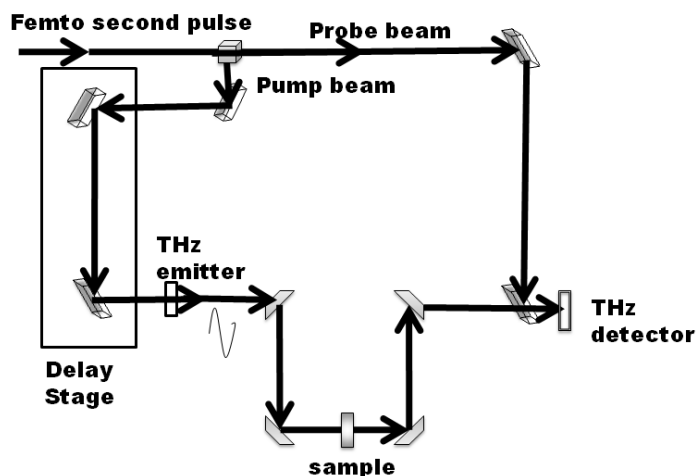 Femto second pulse
Probe beam
Pump beam
THz
emitter
THz
detector
Delay
Stage
sample